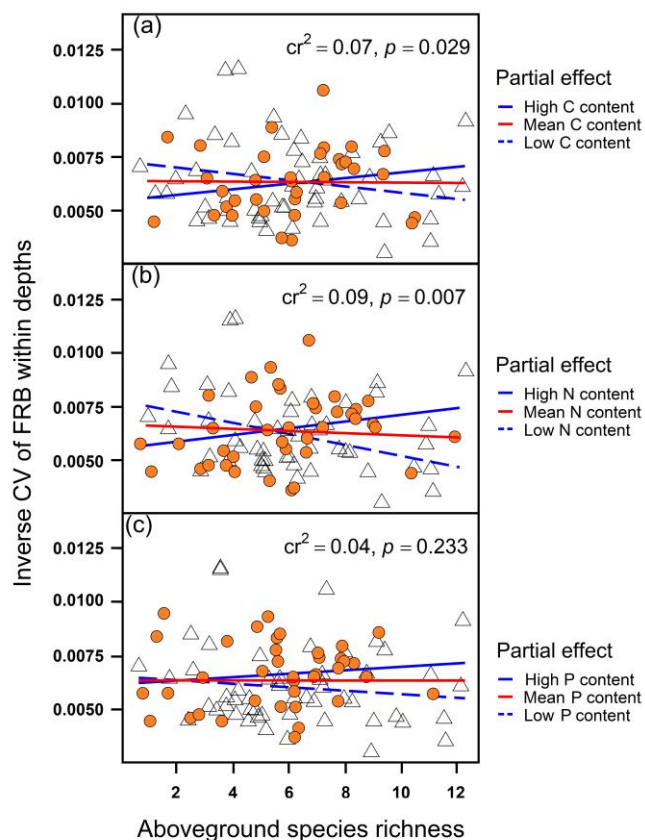 (a)
cr² = 0.07, p = 0.029
0.0125
0.0100
0.0075
0.0050
Partial effect
High C content
Mean C content
Low C content
(b)
cr² = 0.09, p = 0.007
0.0125
0.0100
0.0075
0.0050
Partial effect
High N content
Mean N content
Low N content
(c)
cr² = 0.04, p = 0.233
0.0125
0.0100
0.0075
0.0050
Partial effect
High P content
Mean P content
Low P content
Inverse CV of FRB within depths
2 4 6 8 10 12
Aboveground species richness